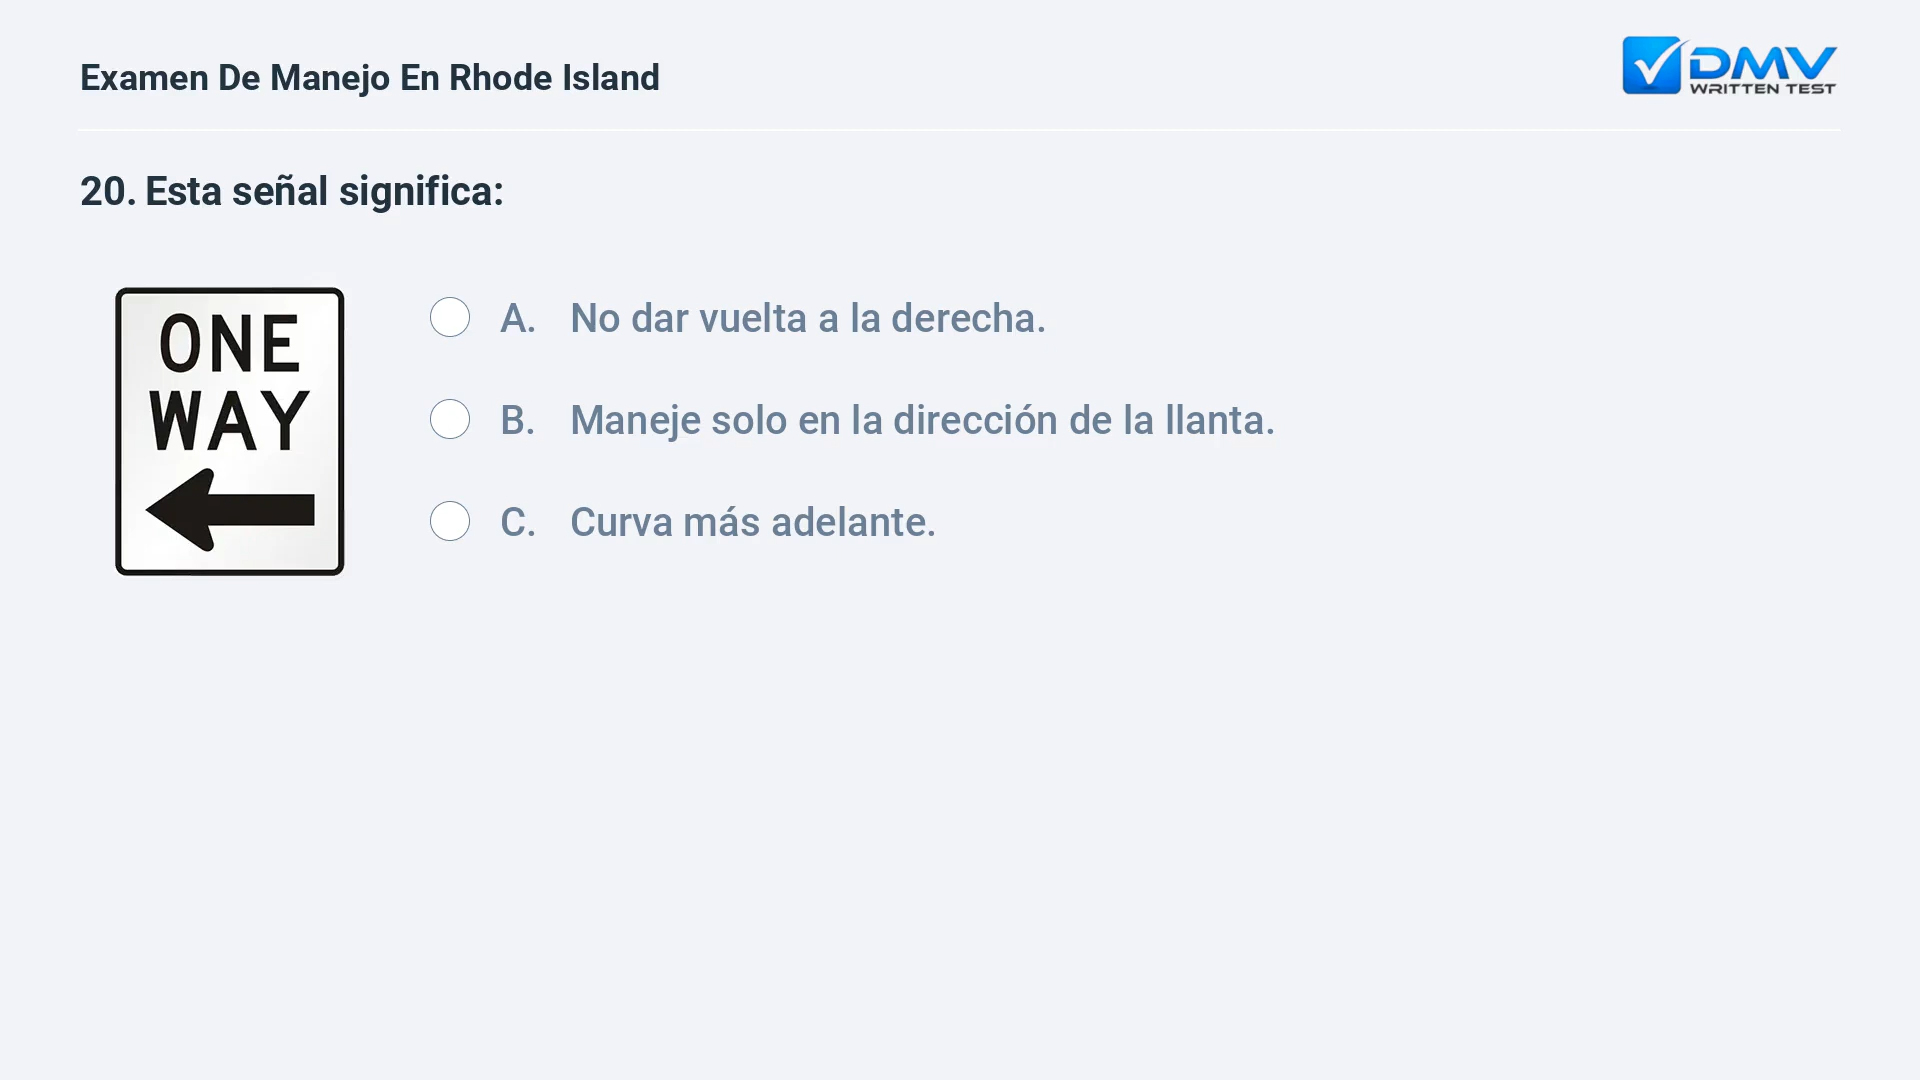 Examen De Manejo En Rhode Island
DMV
WRITTEN TEST
20. Esta señal significa:
ONE
WAY
A. No dar vuelta a la derecha.
B. Maneje solo en la dirección de la llanta.
C. Curva más adelante.